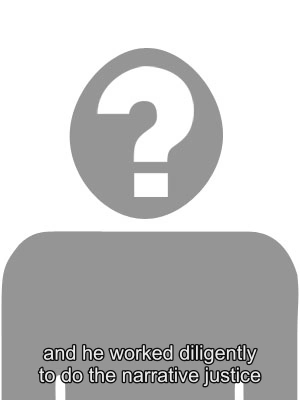 and he worked diligently
to do the narrative justice